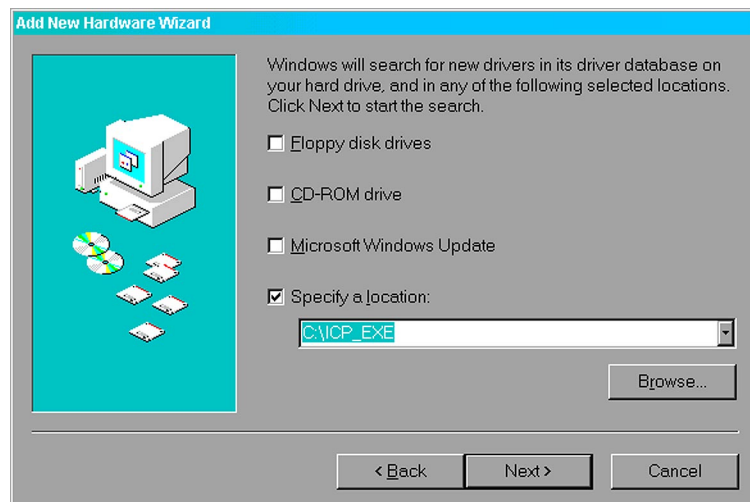 Add New Hardware Wizard
Windows will search for new drivers in its driver database on
your hard drive, and in any of the following selected locations.
Click Next to start the search.
Floppy disk drives
CD-ROM drive
Microsoft Windows Update
Specify a location:
C:\ICP_EXE
Browse...
< Back
Next >
Cancel